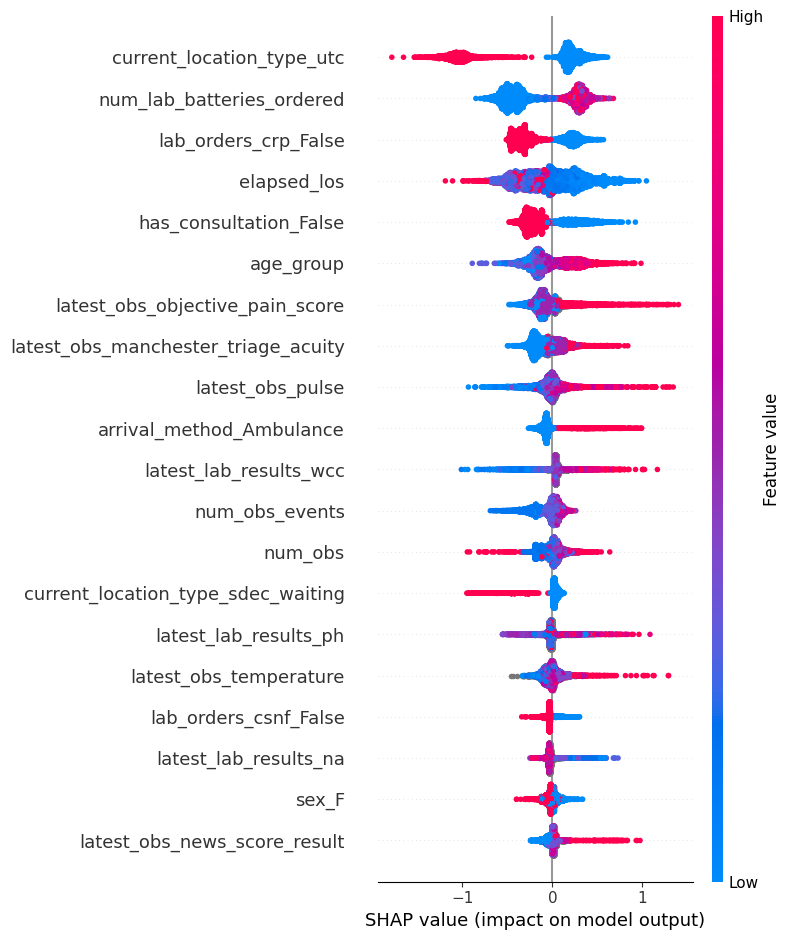 High
current_location_type_utc
num_lab_batteries_ordered
lab_orders_crp_False
elapsed_los
has_consultation_False
age_group
latest_obs_objective_pain_score
latest_obs_manchester_triage_acuity
latest_obs_pulse
arrival_method_Ambulance
latest_lab_results_wcc
num_obs_events
num_obs
current_location_type_sdec_waiting
latest_lab_results_ph
latest_obs_temperature
lab_orders_csnf_False
latest_lab_results_na
sex_F
latest_obs_news_score_result
Feature value
Low
−1 0 1
SHAP value (impact on model output)